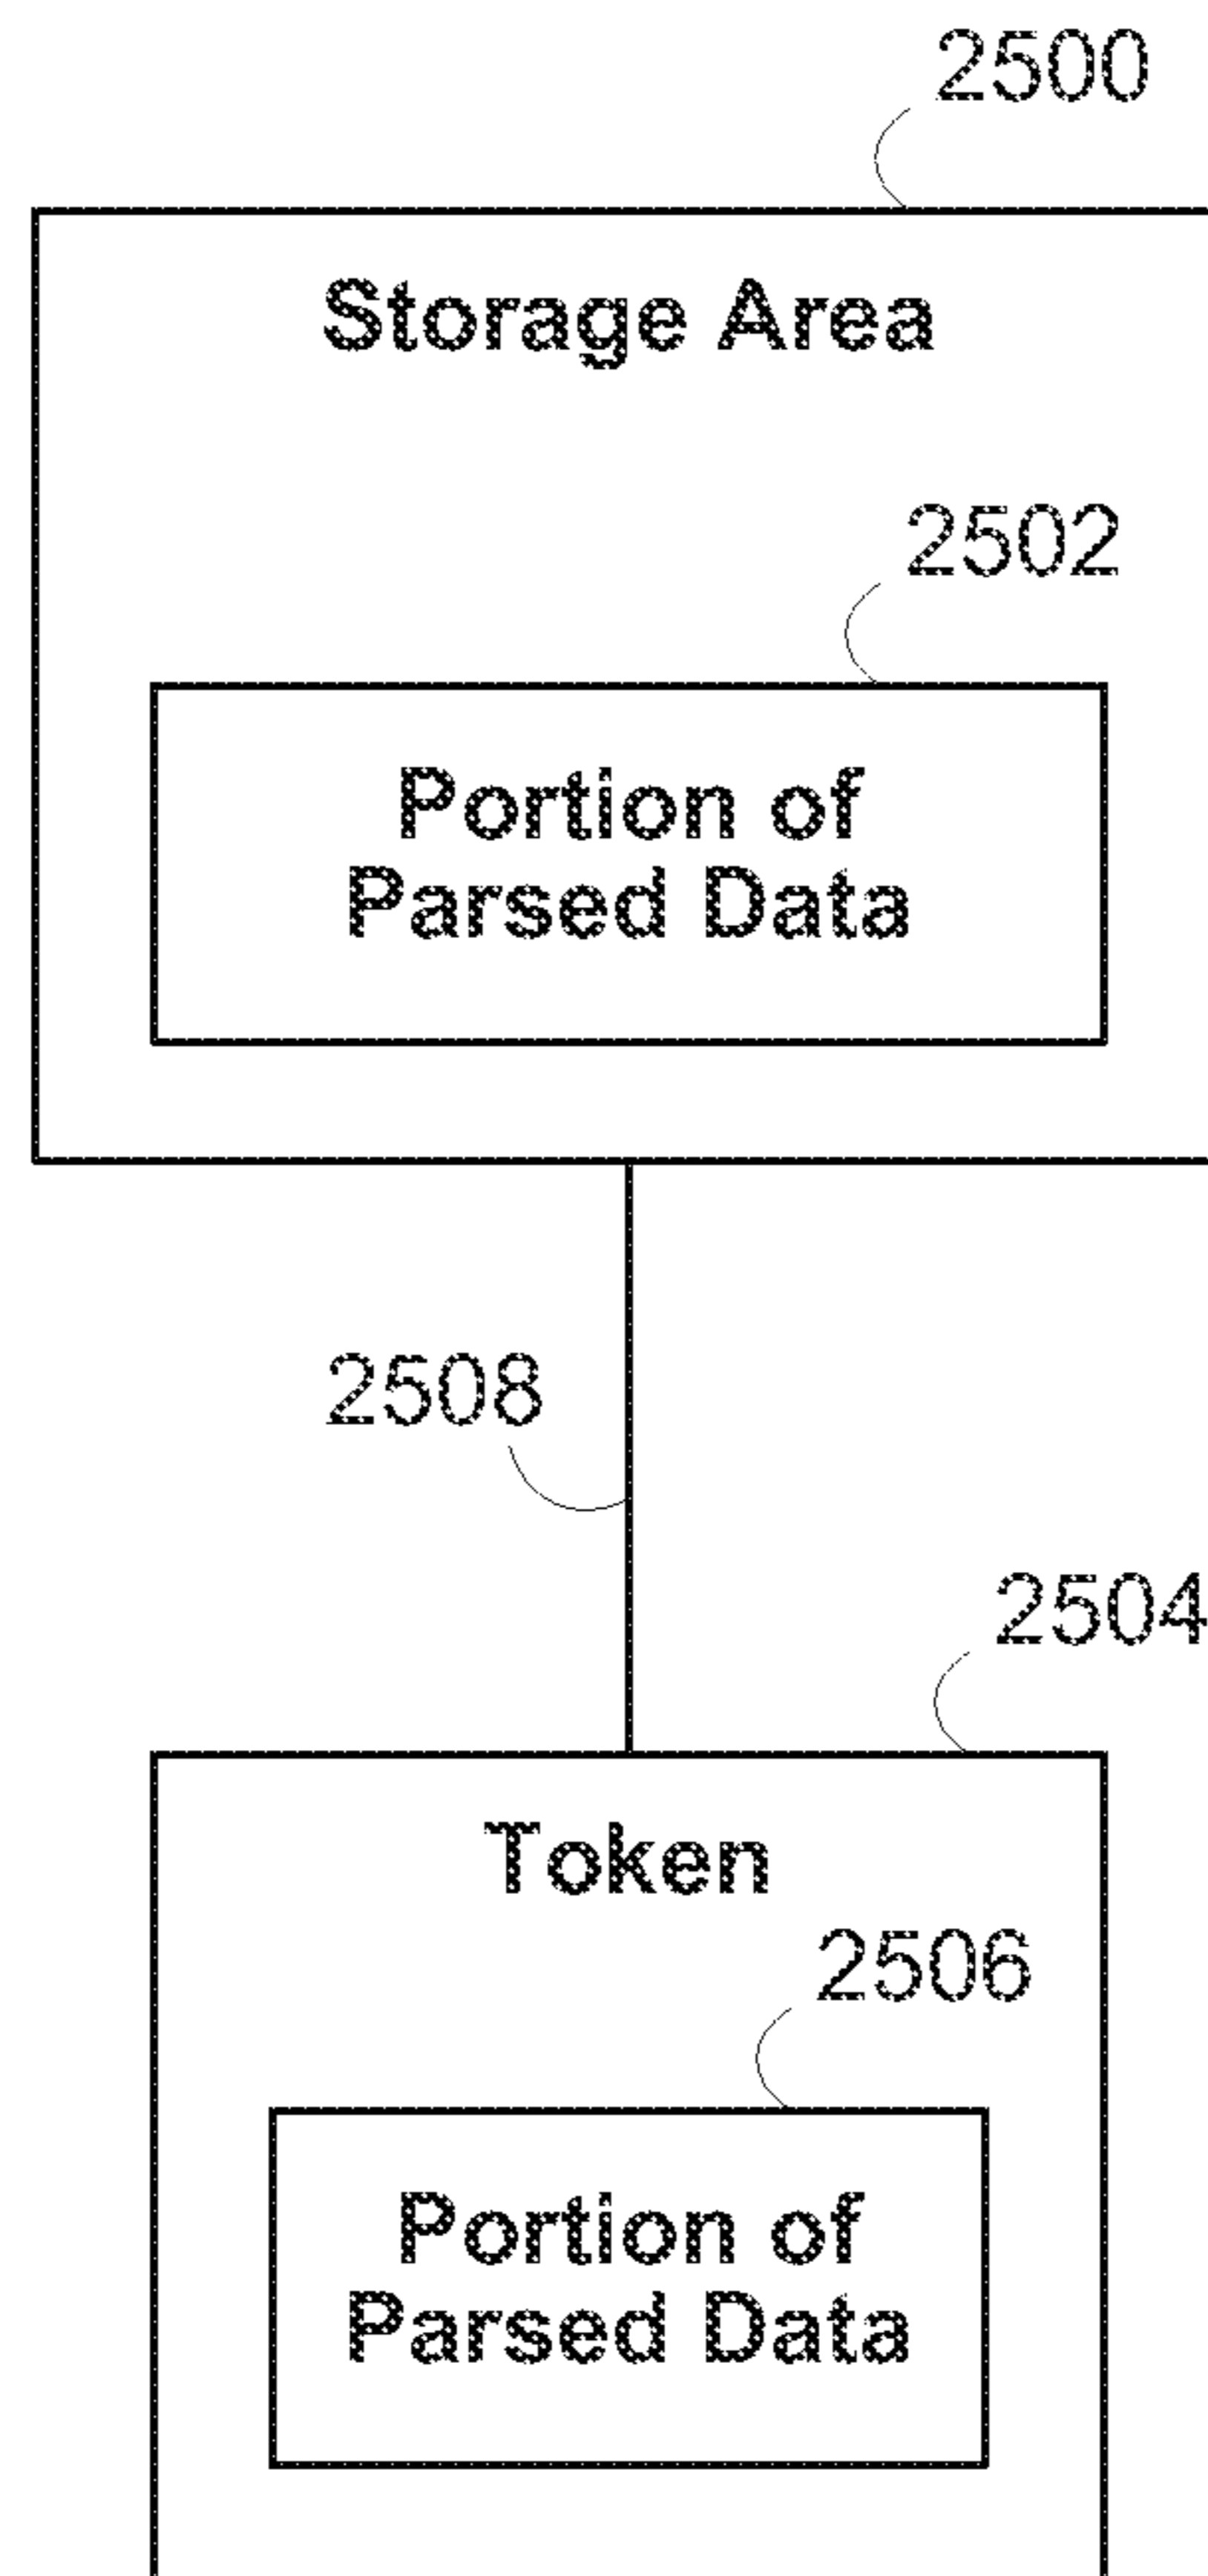 2500
Storage Area
2502
Portion of
Parsed Data
2508
2504
Token
2506
Portion of
Parsed Data